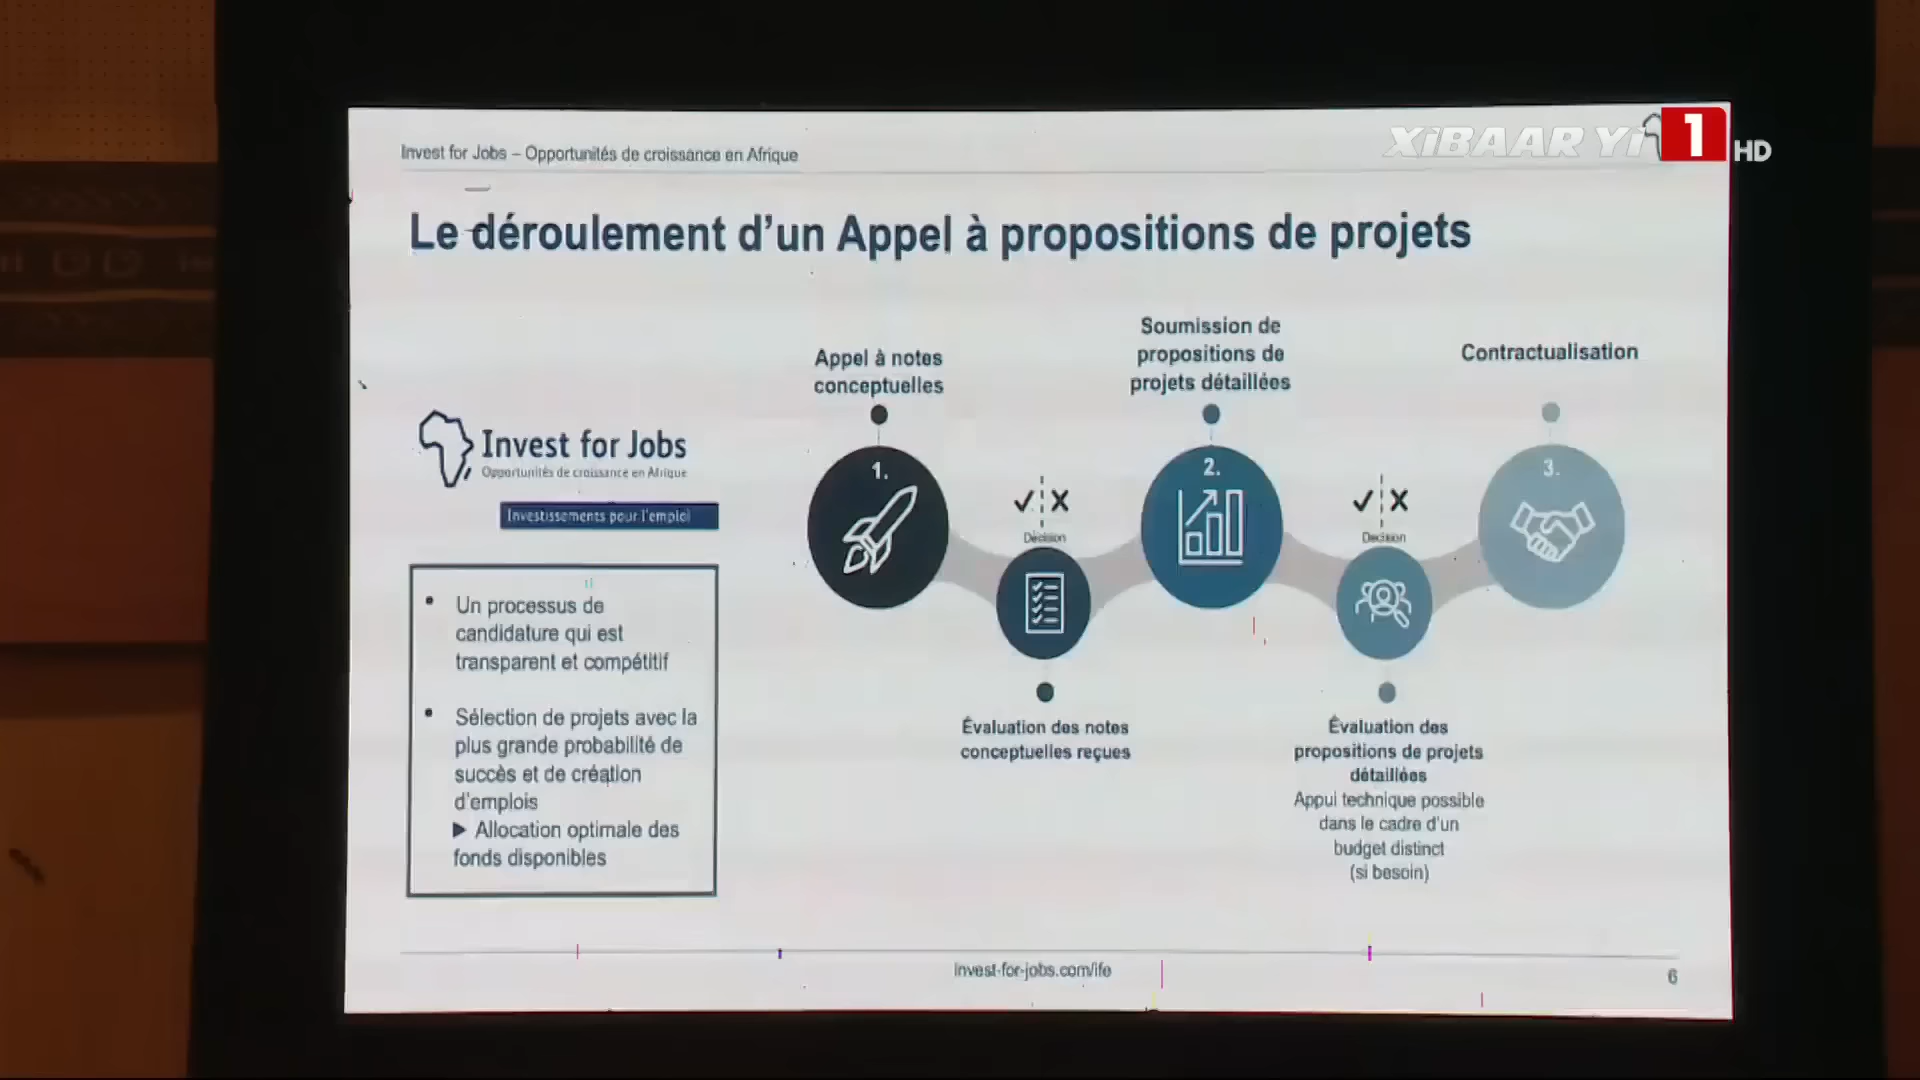 Invest for Jobs – Opportunités de croissance en Afrique
XiBAAR Yi 1 HD
Le déroulement d'un Appel à propositions de projets
Appel à notes
conceptuelles
Soumission de
propositions de
projets détaillées
Contractualisation
Invest for Jobs
Opportunités de croissance en Afrique
Investissements pour l'emploi
1.
2.
3.
Décision
Decision
Un processus de
candidature qui est
transparent et compétitif
Sélection de projets avec la
plus grande probabilité de
succès et de création
d'emplois
► Allocation optimale des
fonds disponibles
Évaluation des notes
conceptuelles reçues
Évaluation des
propositions de projets
détaillées
Appui technique possible
dans le cadre d'un
budget distinct
(si besoin)
invest-for-jobs.com/ife
6